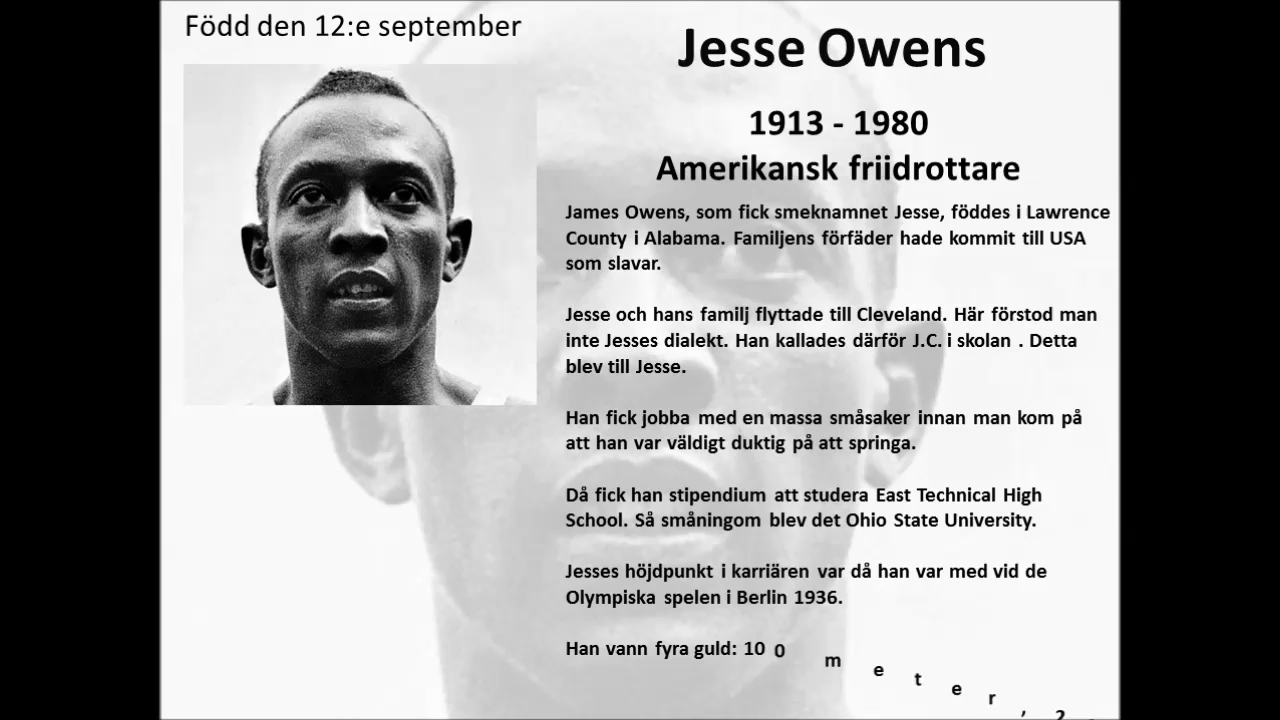 Född den 12:e september
Jesse Owens
1913 - 1980
Amerikansk friidrottare
James Owens, som fick smeknamnet Jesse, föddes i Lawrence
County i Alabama. Familjens förfäder hade kommit till USA
som slavar.
Jesse och hans familj flyttade till Cleveland. Här förstod man
inte Jesses dialekt. Han kallades därför J.C. i skolan . Detta
blev till Jesse.
Han fick jobba med en massa småsaker innan man kom på
att han var väldigt duktig på att springa.
Då fick han stipendium att studera East Technical High
School. Så småningom blev det Ohio State University.
Jesses höjdpunkt i karriären var då han var med vid de
Olympiska spelen i Berlin 1936.
Han vann fyra guld: 100 meter, 2